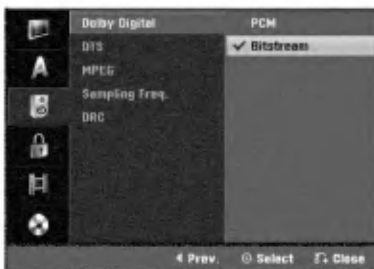 Dolby Digital
DTS
MPEG
Sampling Freq.
DRC
PCM
✓ Bitstream
A
◄ Prev. ⊙ Select Close